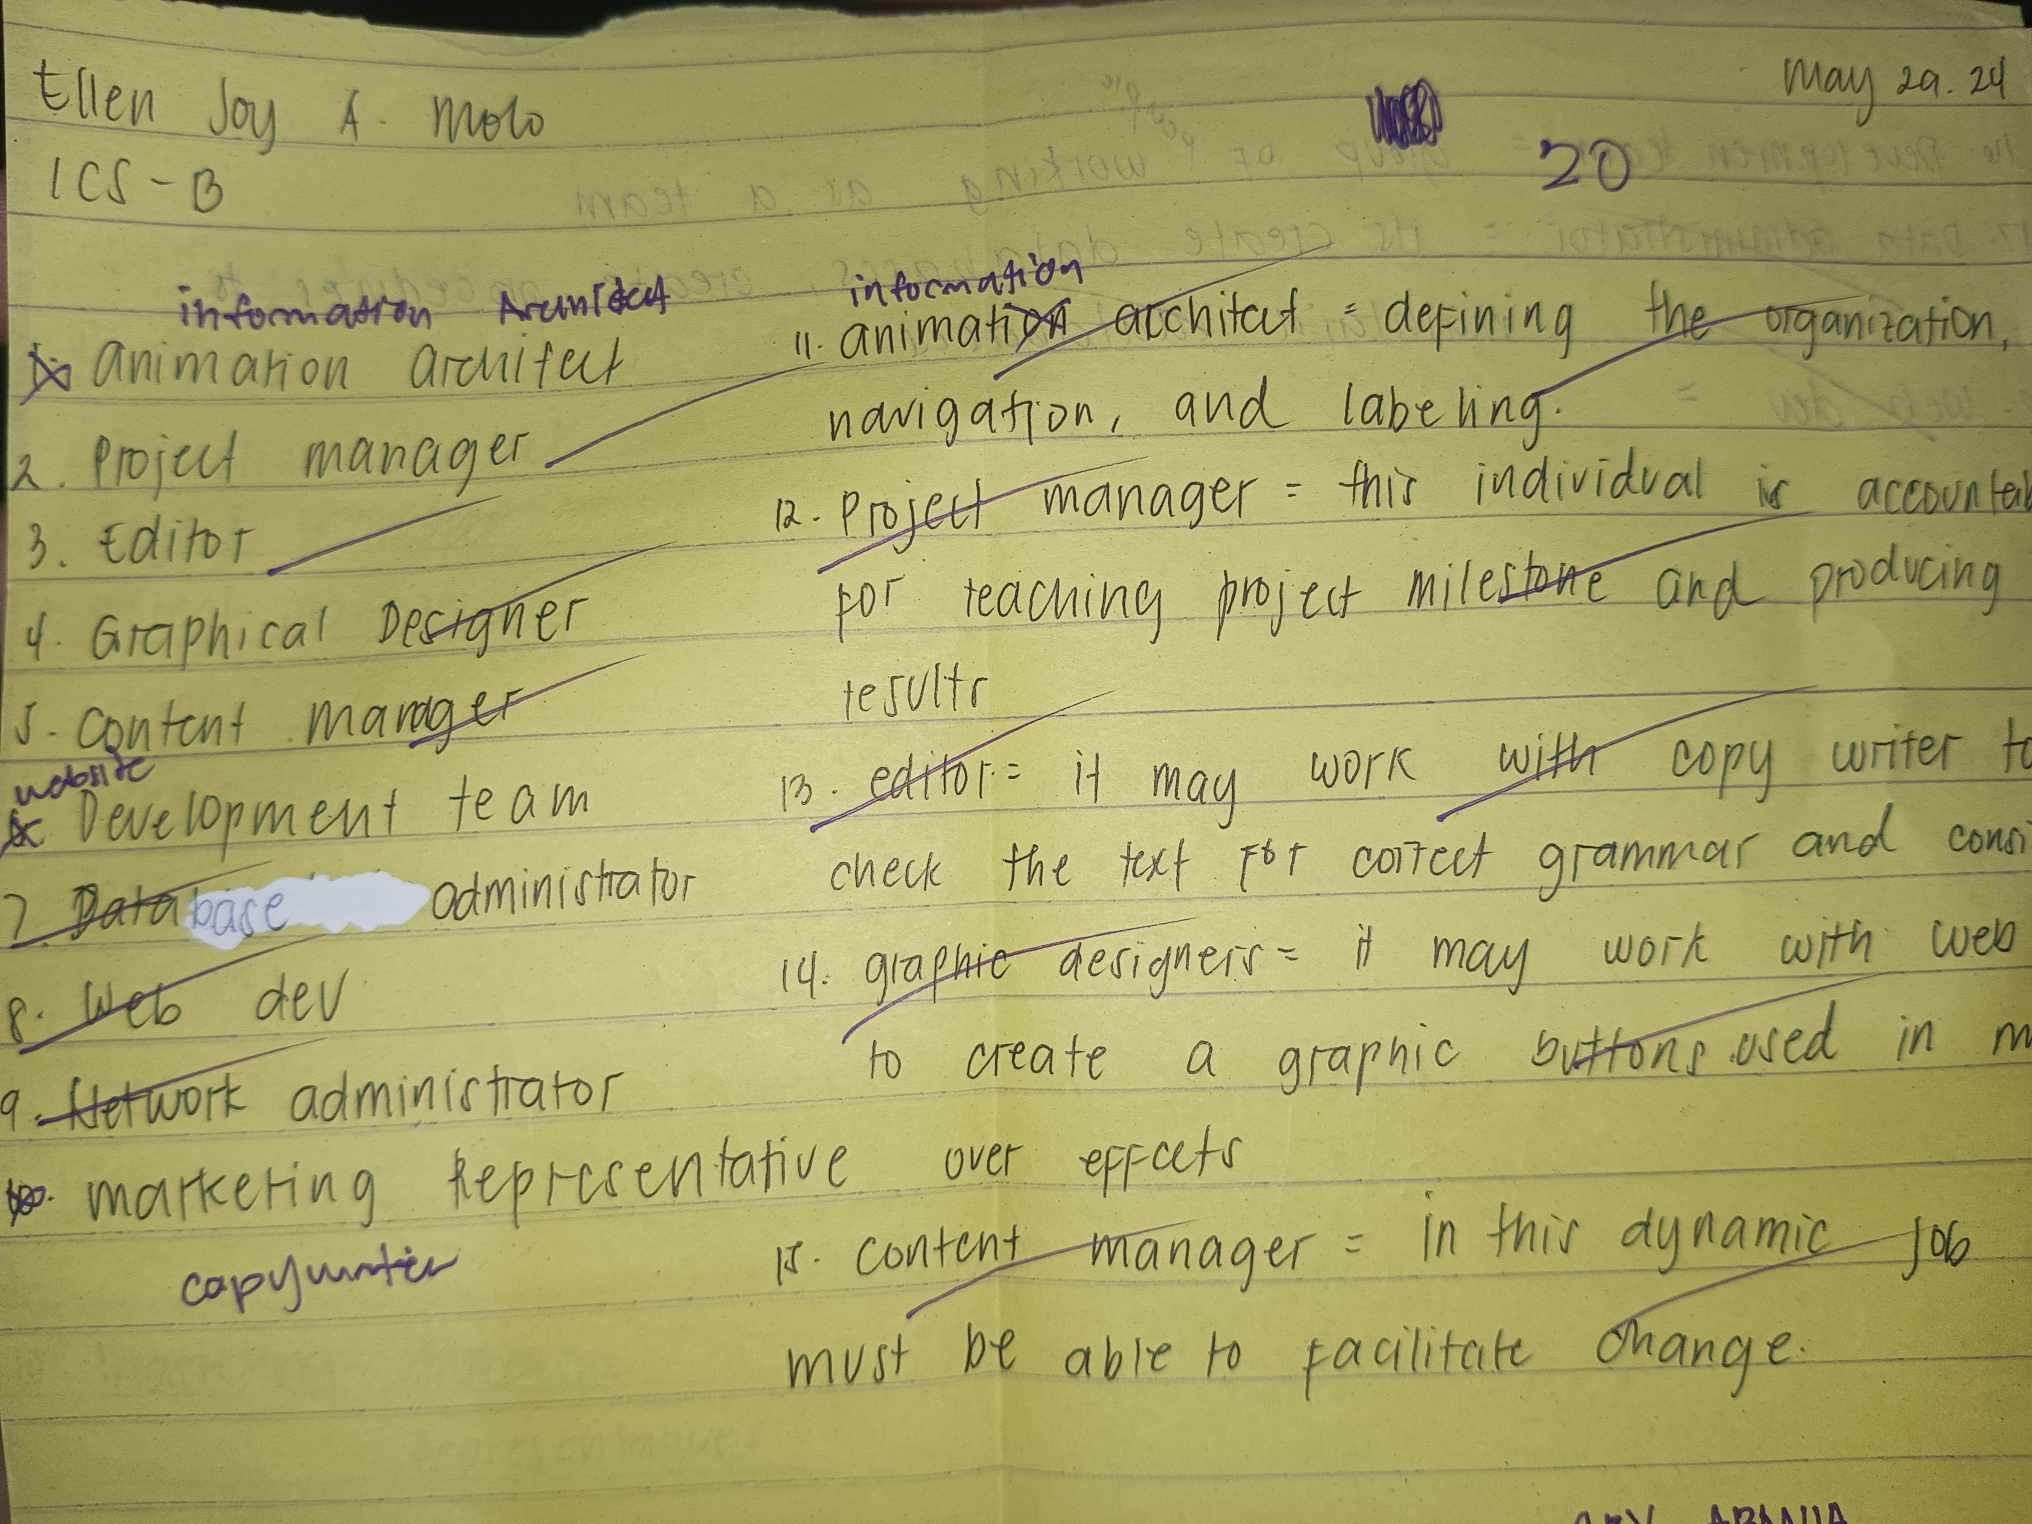 Ellen Joy A. Molo
May 29. 24
1CS-B
20
information Architect
1. animation architect
2. Project manager
3. Editor
4. Graphical Designer
5. Content manager
website
6. Development team
7. Database administrator
8. Web dev
9. Network administrator
10. marketing Representative
copywriter
information
11. animation architect = defining the organization,
navigation, and labeling.
12. Project manager = this individual is accountab
for reaching project milestone and producing
results
13. editor = it may work with copy writer to
check the text for correct grammar and consi
14. graphic designers = it may work with web
to create a graphic buttons used in m
over effects
15. content manager = in this dynamic job
must be able to facilitate change.